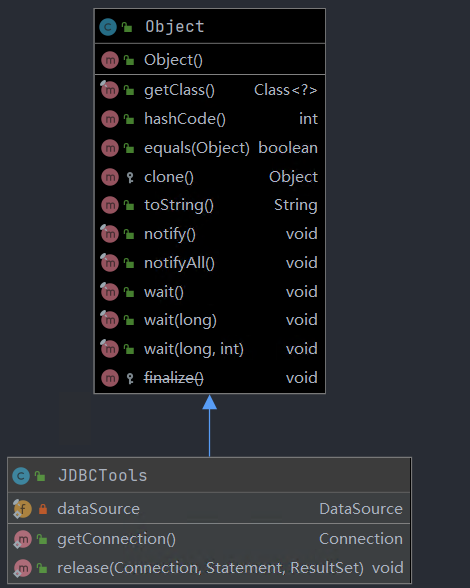 Object
Object()
getClass() Class<?>
hashCode() int
equals(Object) boolean
clone() Object
toString() String
notify() void
notifyAll() void
wait() void
wait(long) void
wait(long, int) void
finalize() void
JDBCTools
dataSource DataSource
getConnection() Connection
release(Connection, Statement, ResultSet) void